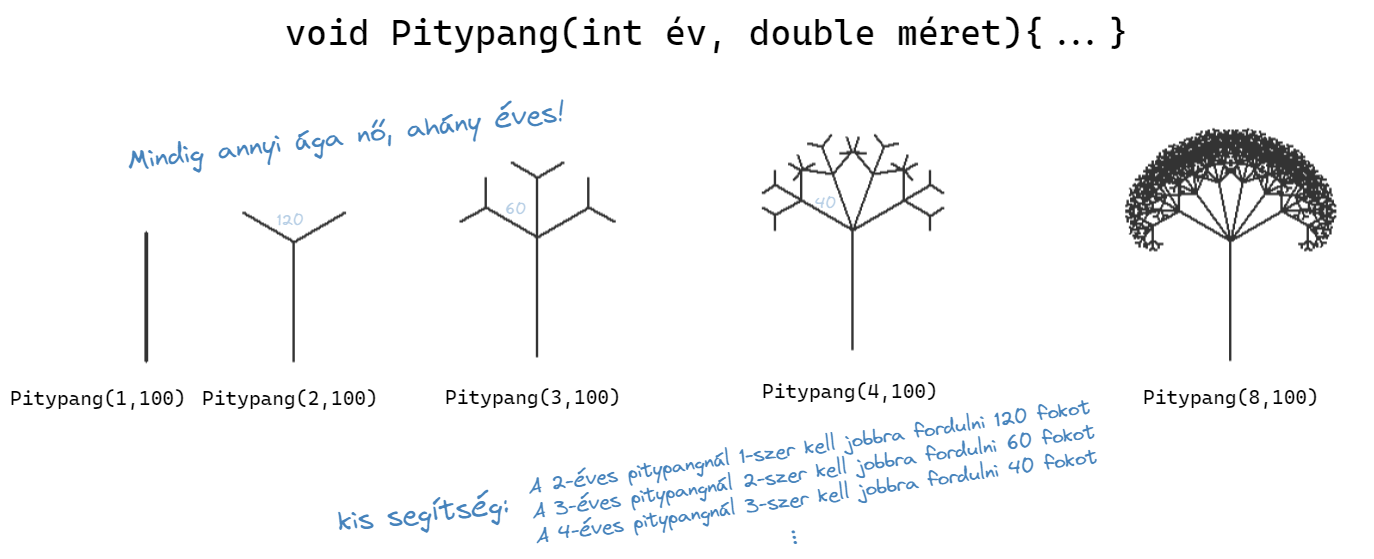 void Pitypang(int év, double méret){ ... }
Mindig annyi ága nő, ahány éves!
120
60
40
Pitypang(1,100)
Pitypang(2,100)
Pitypang(3,100)
Pitypang(4,100)
Pitypang(8,100)
kis segítség:
A 2-éves pitypangnál 1-szer kell jobbra fordulni 120 fokot
A 3-éves pitypangnál 2-szer kell jobbra fordulni 60 fokot
A 4-éves pitypangnál 3-szer kell jobbra fordulni 40 fokot
⋮